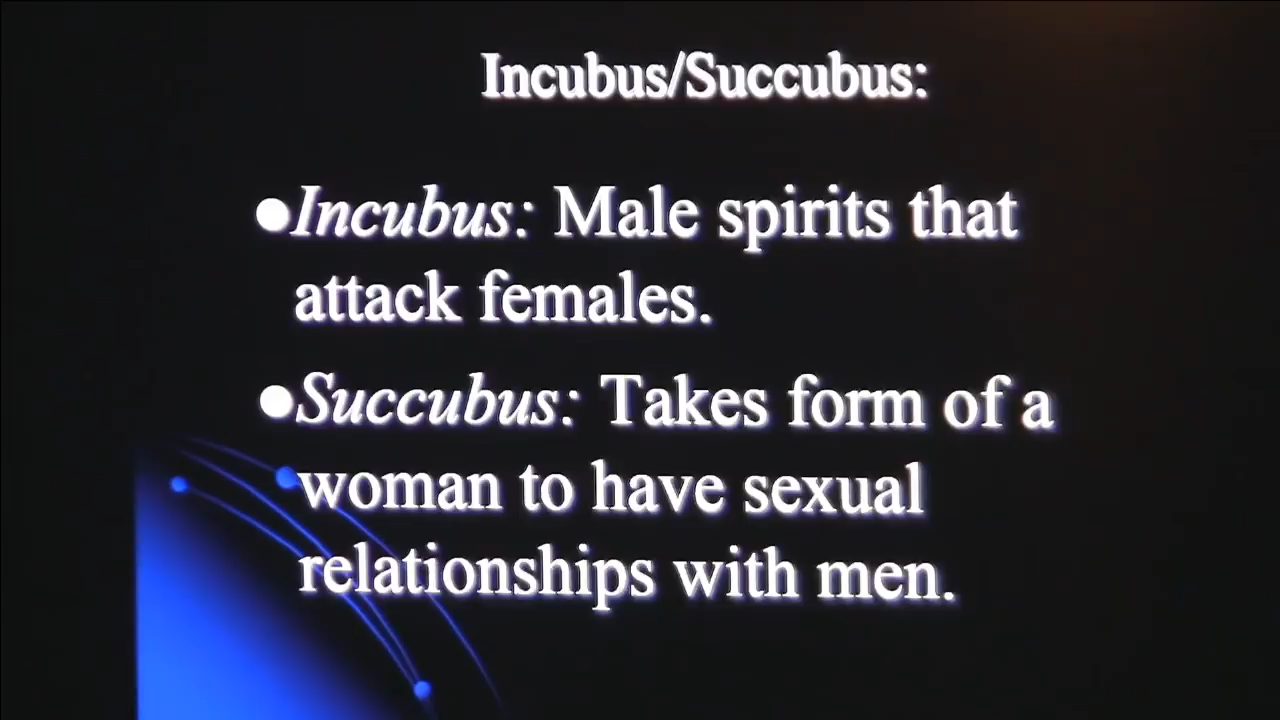 Incubus/Succubus:
●Incubus: Male spirits that
attack females.
●Succubus: Takes form of a
woman to have sexual
relationships with men.